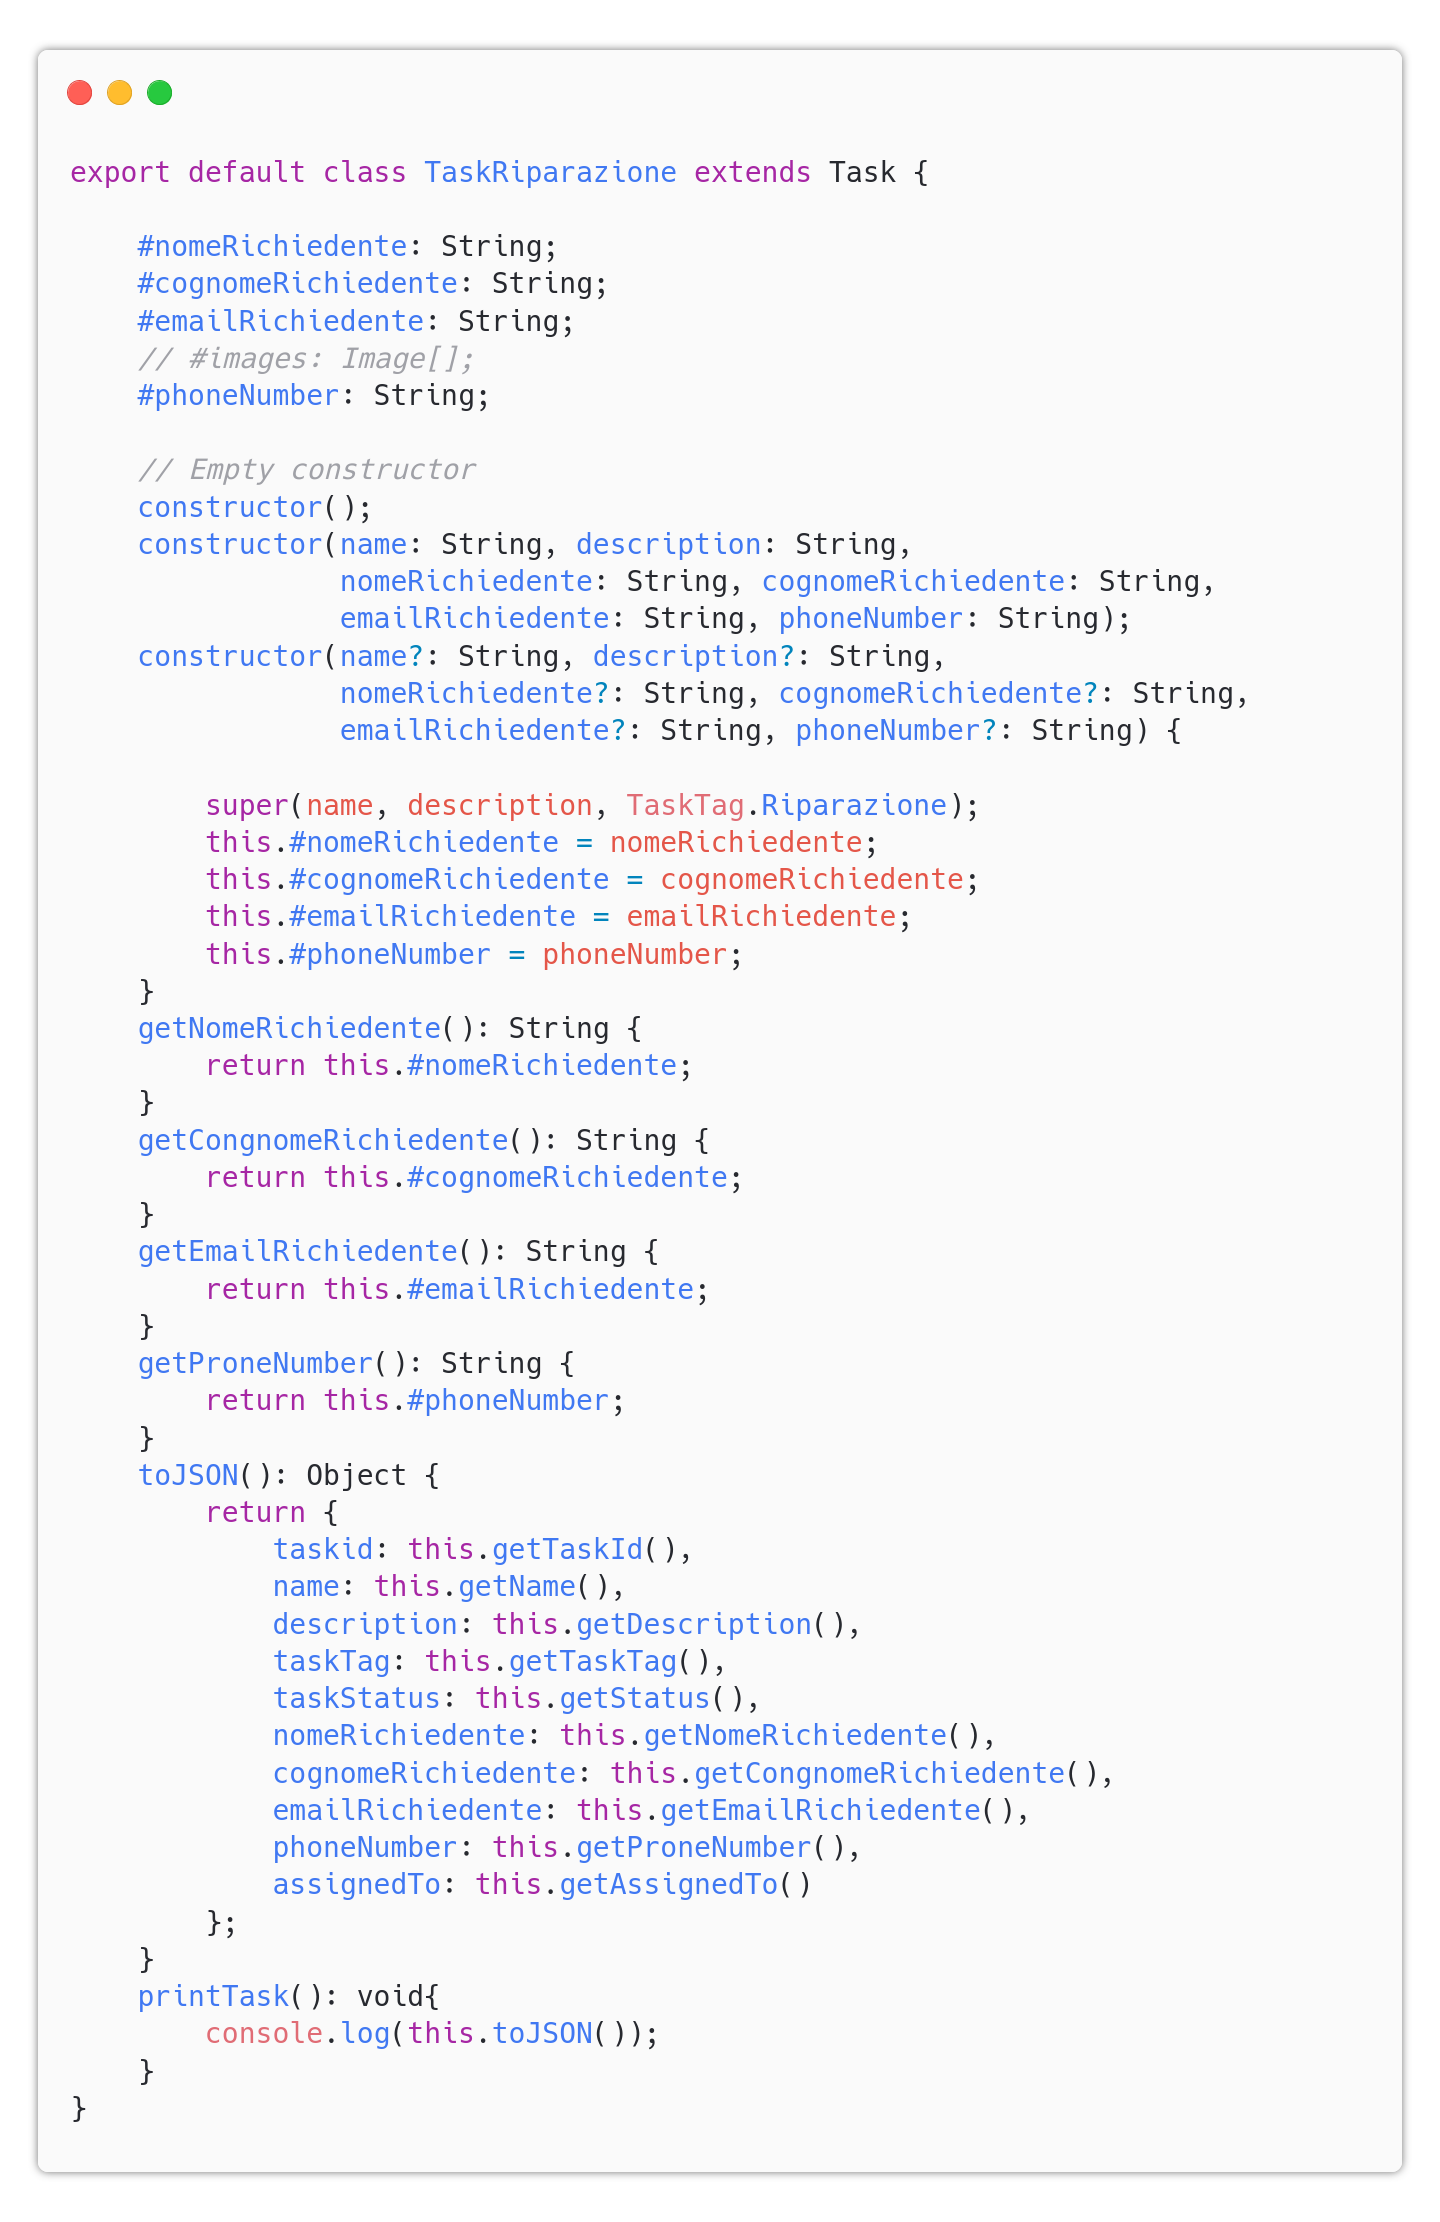 export default class TaskRiparazione extends Task {

    #nomeRichiedente: String;
    #cognomeRichiedente: String;
    #emailRichiedente: String;
    // #images: Image[];
    #phoneNumber: String;

    // Empty constructor
    constructor();
    constructor(name: String, description: String,
                nomeRichiedente: String, cognomeRichiedente: String,
                emailRichiedente: String, phoneNumber: String);
    constructor(name?: String, description?: String,
                nomeRichiedente?: String, cognomeRichiedente?: String,
                emailRichiedente?: String, phoneNumber?: String) {

        super(name, description, TaskTag.Riparazione);
        this.#nomeRichiedente = nomeRichiedente;
        this.#cognomeRichiedente = cognomeRichiedente;
        this.#emailRichiedente = emailRichiedente;
        this.#phoneNumber = phoneNumber;
    }
    getNomeRichiedente(): String {
        return this.#nomeRichiedente;
    }
    getCongnomeRichiedente(): String {
        return this.#cognomeRichiedente;
    }
    getEmailRichiedente(): String {
        return this.#emailRichiedente;
    }
    getProneNumber(): String {
        return this.#phoneNumber;
    }
    toJSON(): Object {
        return {
            taskid: this.getTaskId(),
            name: this.getName(),
            description: this.getDescription(),
            taskTag: this.getTaskTag(),
            taskStatus: this.getStatus(),
            nomeRichiedente: this.getNomeRichiedente(),
            cognomeRichiedente: this.getCongnomeRichiedente(),
            emailRichiedente: this.getEmailRichiedente(),
            phoneNumber: this.getProneNumber(),
            assignedTo: this.getAssignedTo()
        };
    }
    printTask(): void{
        console.log(this.toJSON());
    }
}